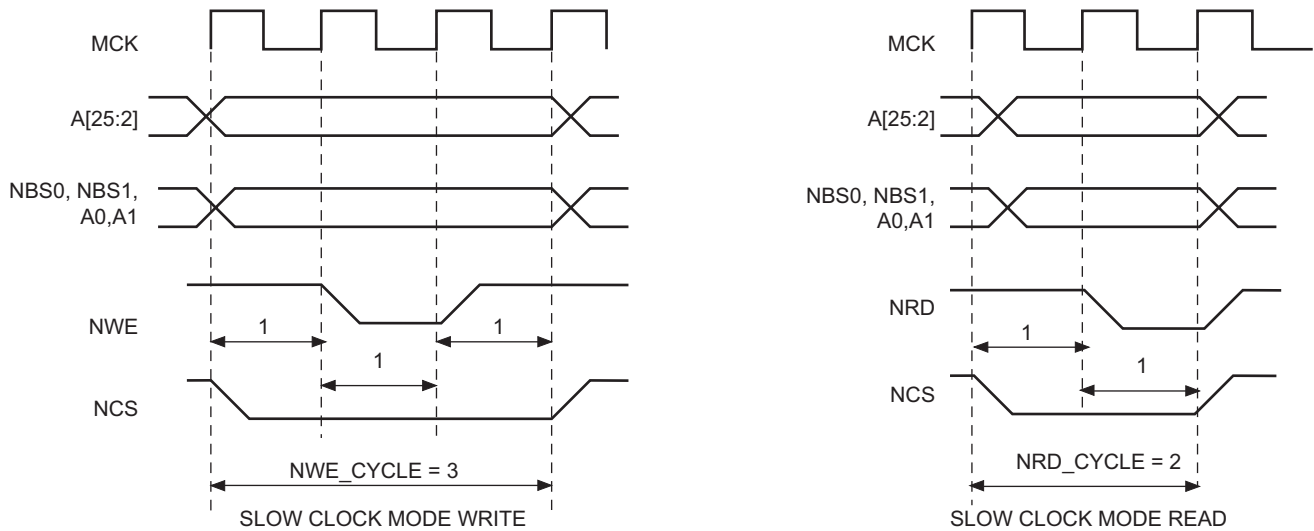 MCK
A[25:2]
NBS0, NBS1,
A0,A1
NWE
1
1
1
NCS
NWE_CYCLE = 3
SLOW CLOCK MODE WRITE
MCK
A[25:2]
NBS0, NBS1,
A0,A1
NRD
1
1
NCS
NRD_CYCLE = 2
SLOW CLOCK MODE READ